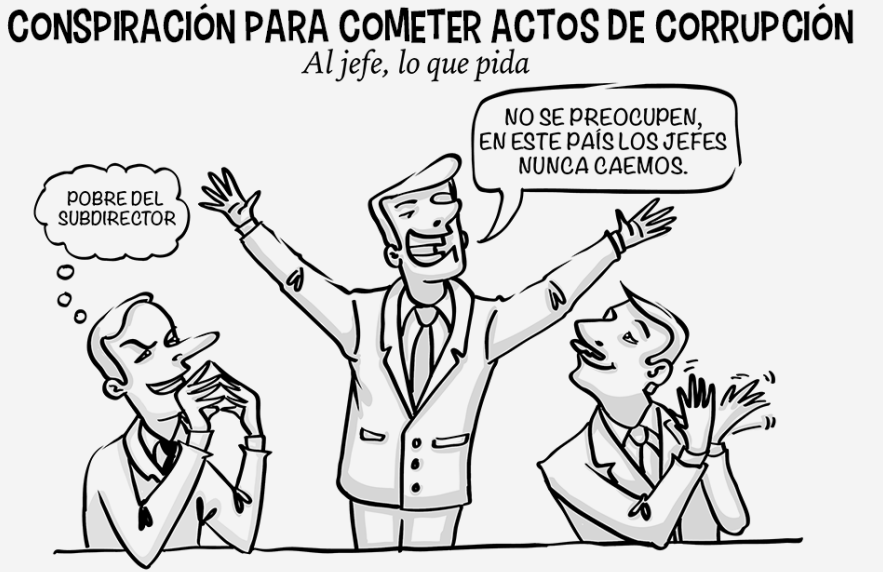 CONSPIRACIÓN PARA COMETER ACTOS DE CORRUPCIÓN
Al jefe, lo que pida
NO SE PREOCUPEN,
EN ESTE PAÍS LOS JEFES
NUNCA CAEMOS.
POBRE DEL
SUBDIRECTOR